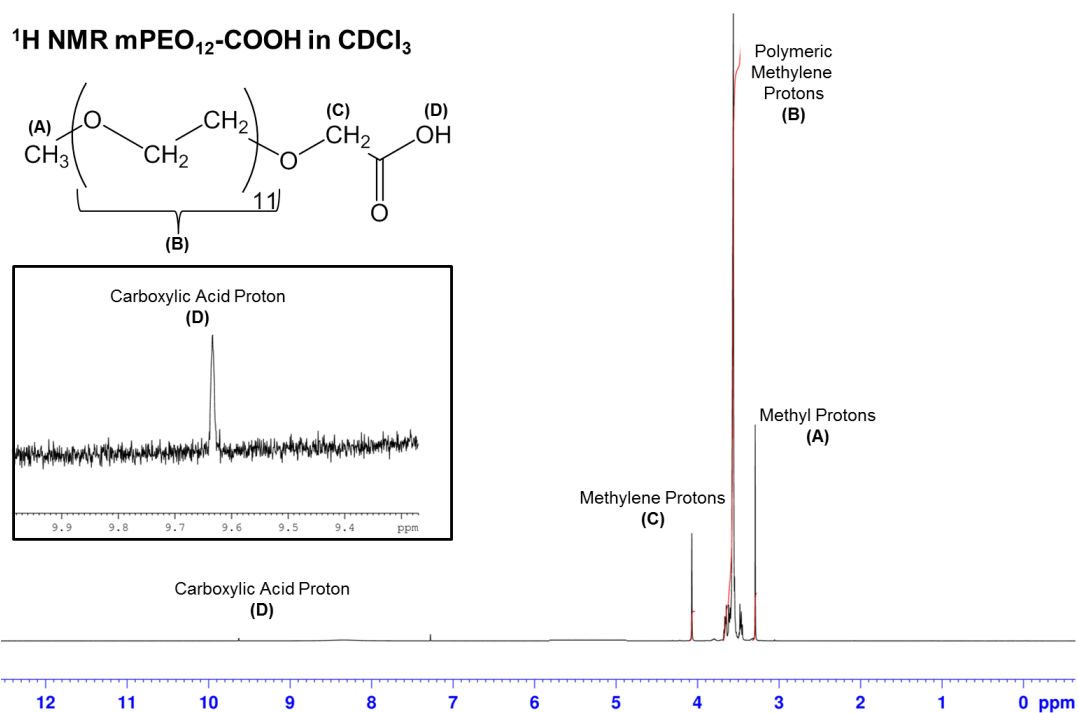 ¹H NMR mPEO₁₂-COOH in CDCl₃
Polymeric
Methylene
Protons
(B)
(A)
CH₃
O
CH₂
CH₂
11
O
(C)
CH₂
(D)
OH
O
(B)
Carboxylic Acid Proton
(D)
9.9 9.8 9.7 9.6 9.5 9.4 ppm
Methyl Protons
(A)
Methylene Protons
(C)
Carboxylic Acid Proton
(D)
12 11 10 9 8 7 6 5 4 3 2 1 0 ppm